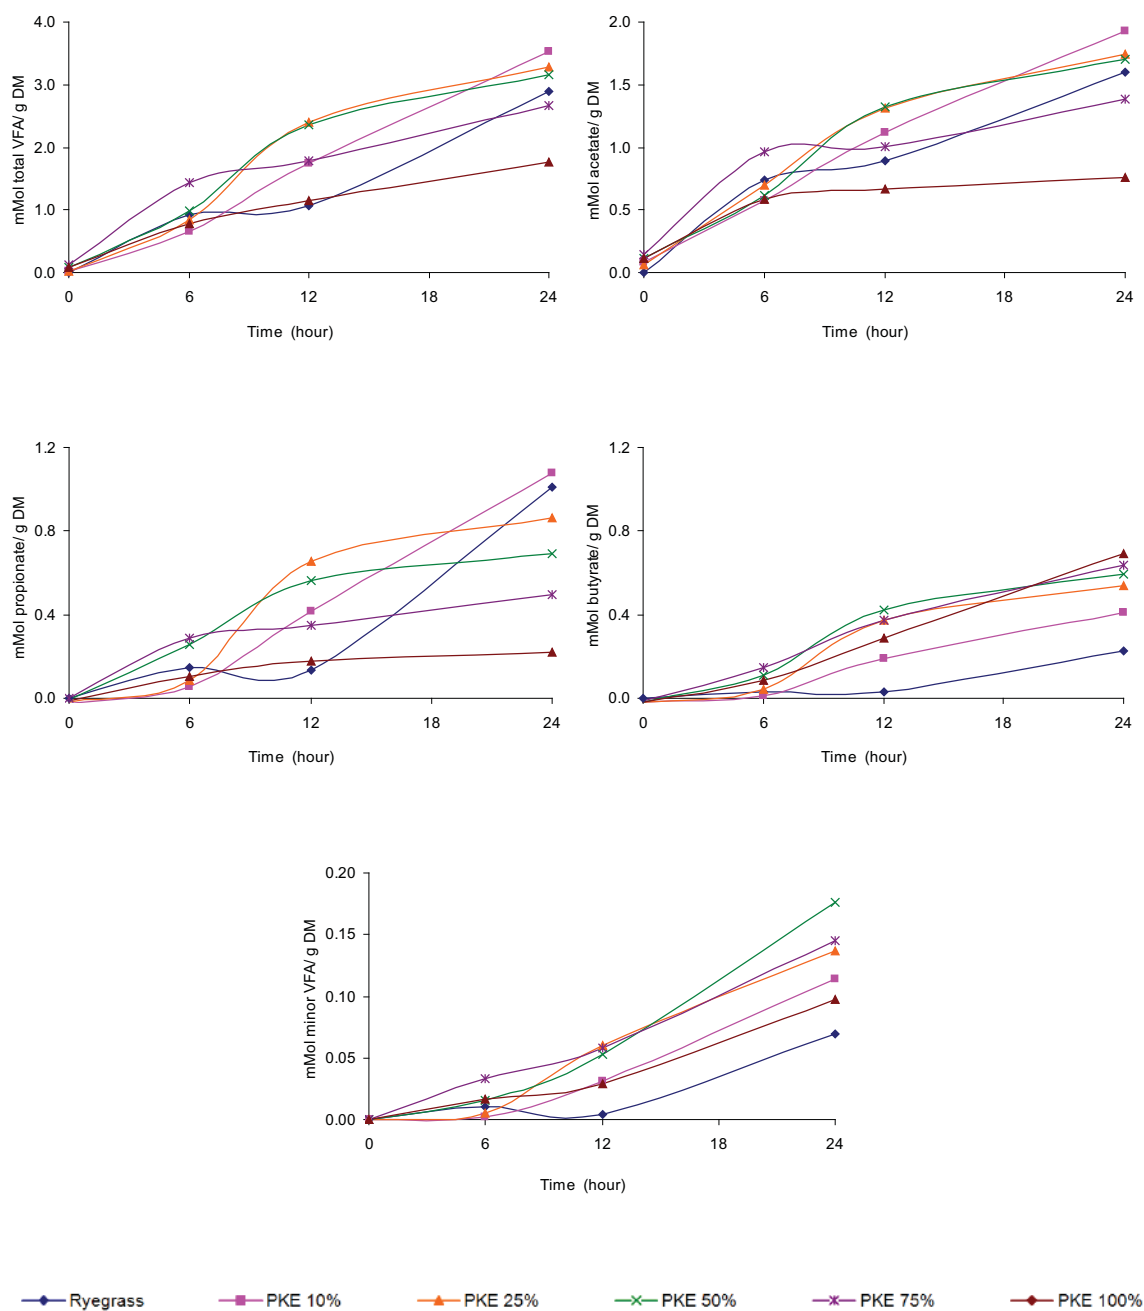 mMol total VFA/ g DM
4.0
3.0
2.0
1.0
0.0
0 6 12 18 24
Time (hour)
mMol acetate/ g DM
2.0
1.5
1.0
0.5
0.0
0 6 12 18 24
Time (hour)
mMol propionate/ g DM
1.2
0.8
0.4
0.0
0 6 12 18 24
Time (hour)
mMol butyrate/ g DM
1.2
0.8
0.4
0.0
0 6 12 18 24
Time (hour)
mMol minor VFA/ g DM
0.20
0.15
0.10
0.05
0.00
0 6 12 18 24
Time (hour)
Ryegrass PKE 10% PKE 25% PKE 50% PKE 75% PKE 100%